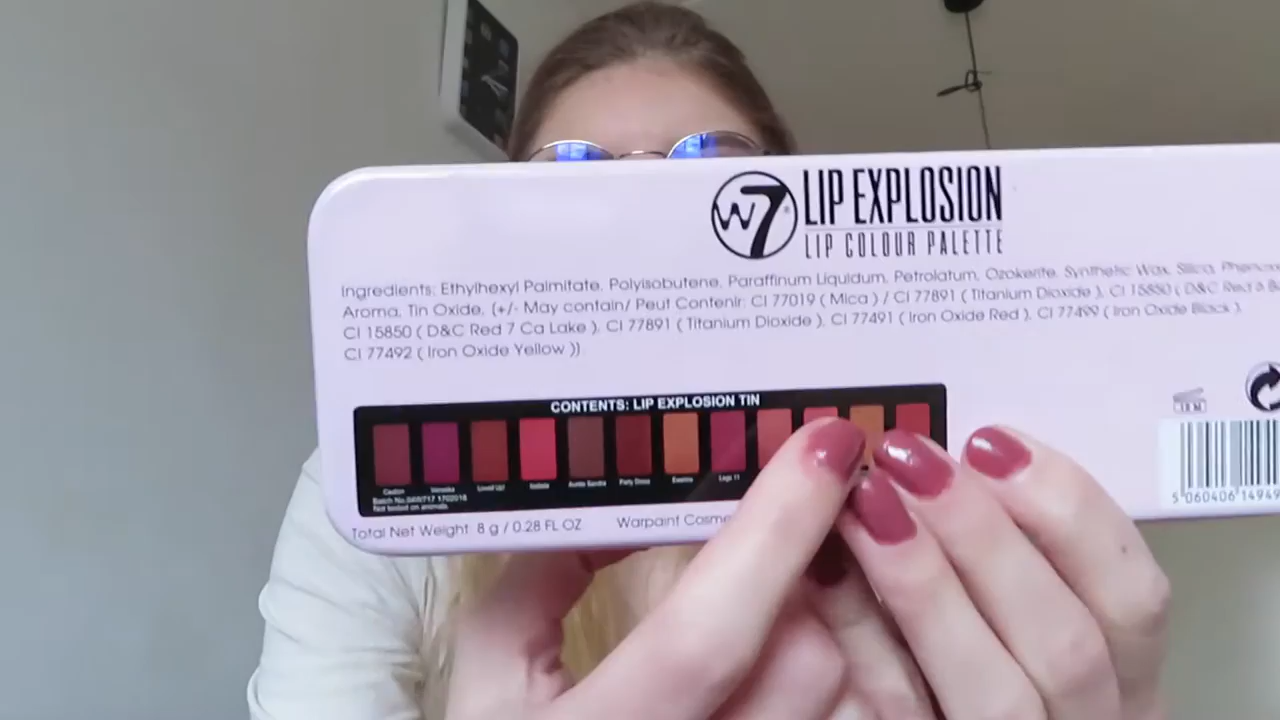 W7® LIP EXPLOSION
LIP COLOUR PALETTE
Ingredients: Ethylhexyl Palmitate, Polyisobutene, Paraffinum Liquidum, Petrolatum, Ozokerite, Synthetic Wax, Silica,
Aroma, Tin Oxide, (+/- May contain/ Peut Contenir: CI 77019 ( Mica ) / CI 77891 ( Titanium Dioxide ), CI 15850 ( D&C Red
CI 15850 ( D&C Red 7 Ca Lake ), CI 77891 ( Titanium Dioxide ), CI 77491 ( Iron Oxide Red ), CI 77499 ( Iron Oxide Black ),
CI 77492 ( Iron Oxide Yellow ))
CONTENTS: LIP EXPLOSION TIN
Auntie Sandra Party Dress Legs 11
Not tested on animals.
Total Net Weight: 8 g / 0.28 FL OZ Warpaint
5 060406 14949